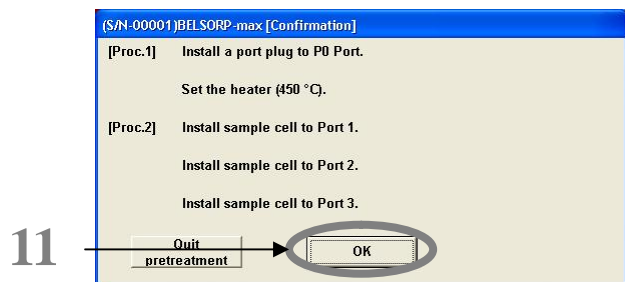 (S/N-00001)BELSORP-max [Confirmation]
[Proc.1] Install a port plug to P0 Port.
Set the heater (450 °C).
[Proc.2] Install sample cell to Port 1.
Install sample cell to Port 2.
Install sample cell to Port 3.
11
Quit
pretreatment
OK